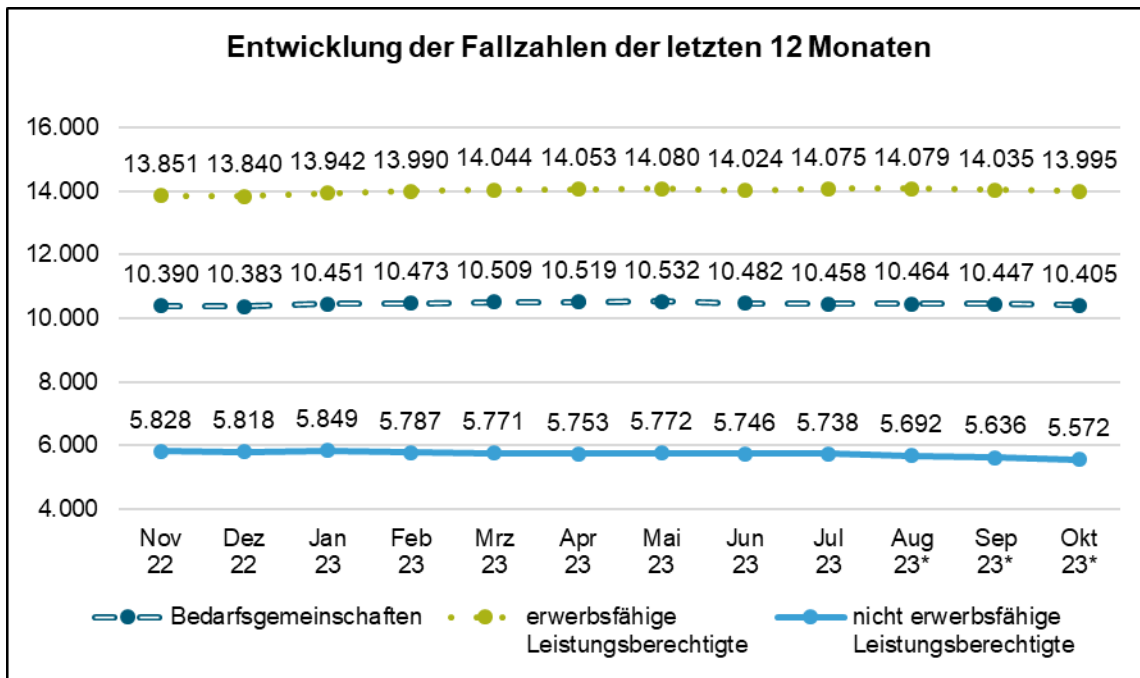 Entwicklung der Fallzahlen der letzten 12 Monaten
16.000
13.851 13.840 13.942 13.990 14.044 14.053 14.080 14.024 14.075 14.079 14.035 13.995
14.000
12.000
10.390 10.383 10.451 10.473 10.509 10.519 10.532 10.482 10.458 10.464 10.447 10.405
10.000
8.000
5.828 5.818 5.849 5.787 5.771 5.753 5.772 5.746 5.738 5.692 5.636 5.572
6.000
4.000
Nov Dez Jan Feb Mrz Apr Mai Jun Jul Aug Sep Okt
22 22 23 23 23 23 23 23 23 23* 23* 23*
Bedarfsgemeinschaften erwerbsfähige nicht erwerbsfähige
Leistungsberechtigte Leistungsberechtigte